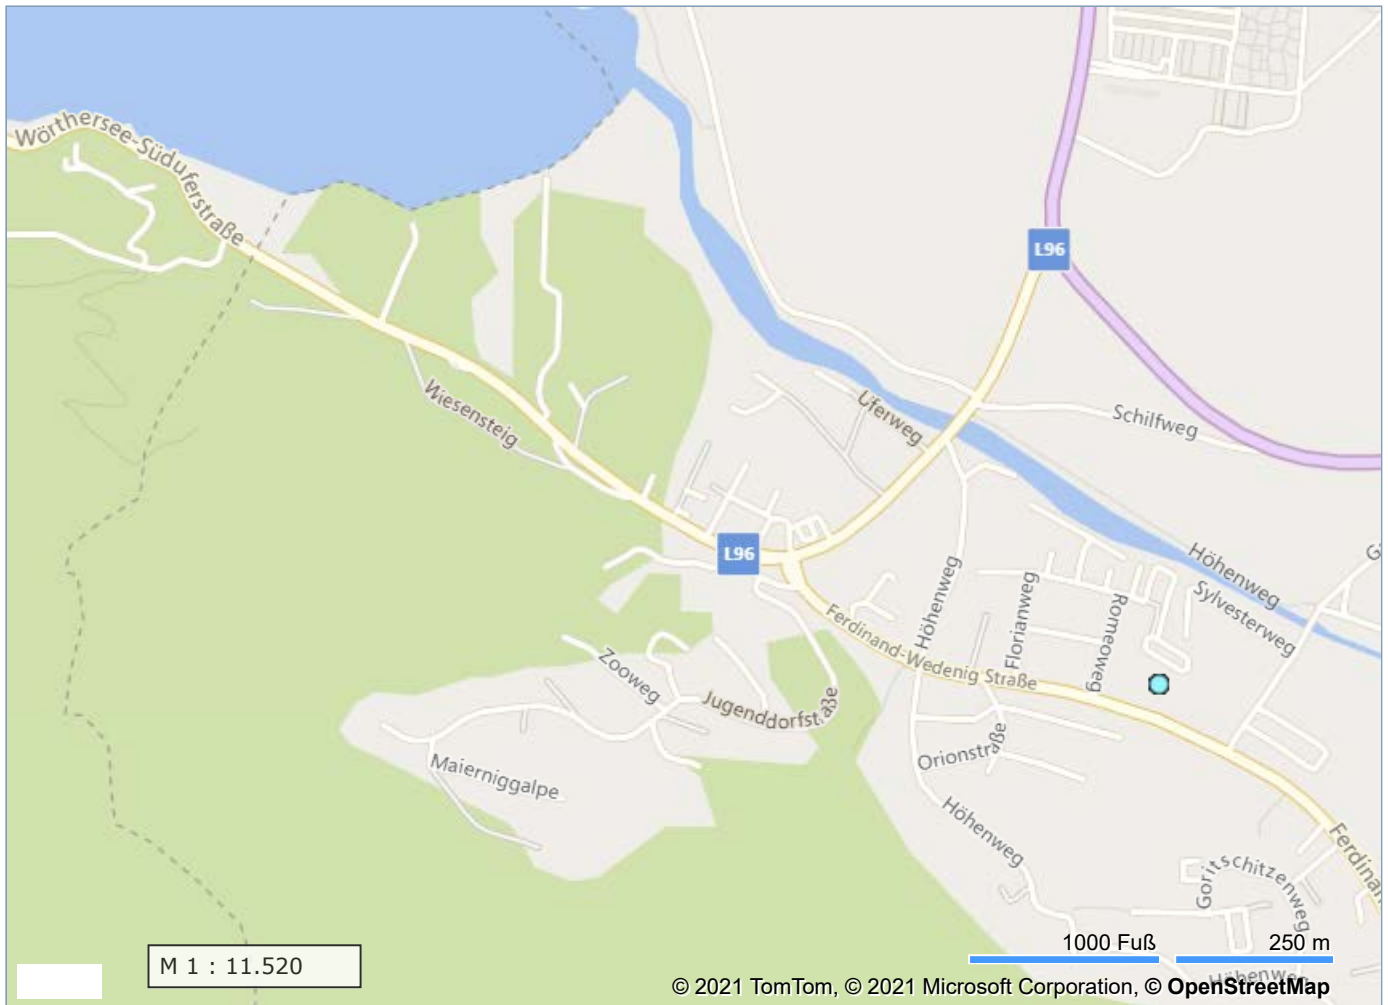 Wörthersee-Süduferstraße
L96
Wiesensteig
Uferweg
Schilfweg
L96
Höhenweg
Höhenweg
Sylvesterweg
Florianweg
Romeoweg
Ferdinand-Wedenig Straße
Zooweg
Jugenddorfstraße
Orionstraße
Maierniggalpe
Höhenweg
Ferdinan
Goritschitzenweg
1000 Fuß
250 m
M 1 : 11.520
Höhenweg
© 2021 TomTom, © 2021 Microsoft Corporation, © OpenStreetMap